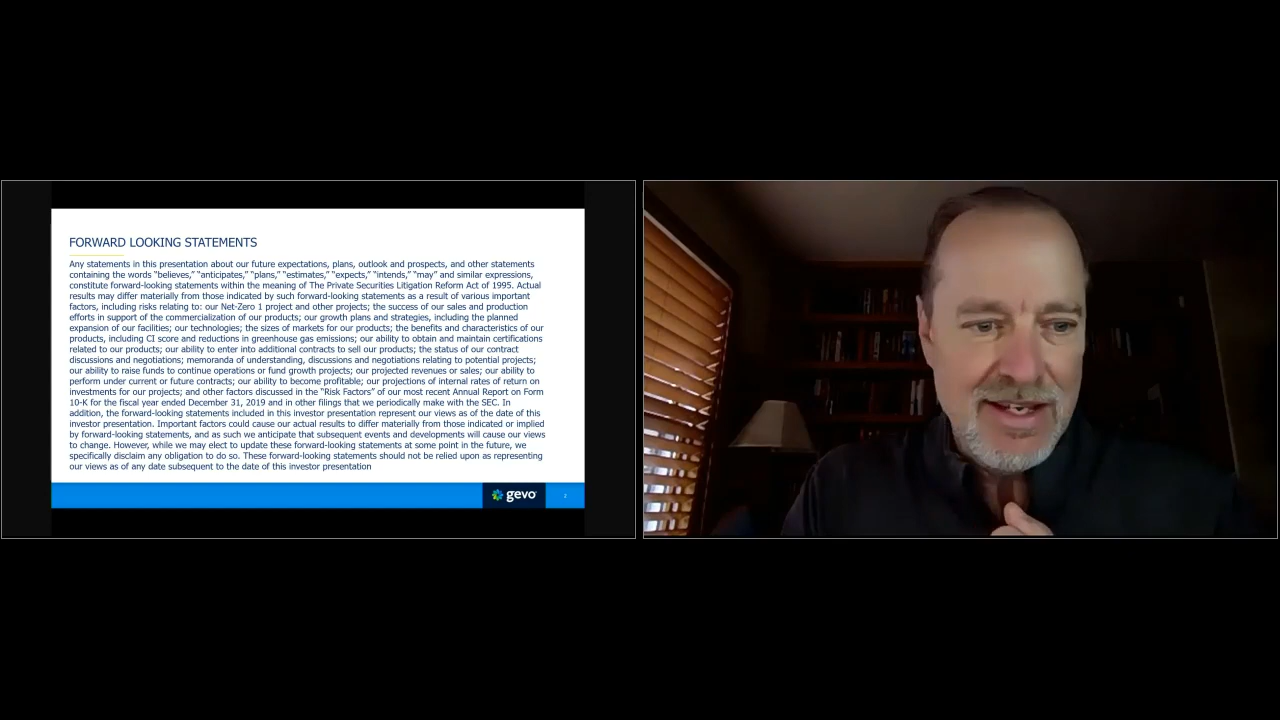 FORWARD LOOKING STATEMENTS
Any statements in this presentation about our future expectations, plans, outlook and prospects, and other statements
containing the words “believes,” “anticipates,” “plans,” “estimates,” “expects,” “intends,” “may” and similar expressions,
constitute forward-looking statements within the meaning of The Private Securities Litigation Reform Act of 1995. Actual
results may differ materially from those indicated by such forward-looking statements as a result of various important
factors, including risks relating to: our Net-Zero 1 project and other projects; the success of our sales and production
efforts in support of the commercialization of our products; our growth plans and strategies, including the planned
expansion of our facilities; our technologies; the sizes of markets for our products; the benefits and characteristics of our
products, including CI score and reductions in greenhouse gas emissions; our ability to obtain and maintain certifications
related to our products; our ability to enter into additional contracts to sell our products; the status of our contract
discussions and negotiations; memoranda of understanding, discussions and negotiations relating to potential projects;
our ability to raise funds to continue operations or fund growth projects; our projected revenues or sales; our ability to
perform under current or future contracts; our ability to become profitable; our projections of internal rates of return on
investments for our projects; and other factors discussed in the “Risk Factors” of our most recent Annual Report on Form
10-K for the fiscal year ended December 31, 2019 and in other filings that we periodically make with the SEC. In
addition, the forward-looking statements included in this investor presentation represent our views as of the date of this
investor presentation. Important factors could cause our actual results to differ materially from those indicated or implied
by forward-looking statements, and as such we anticipate that subsequent events and developments will cause our views
to change. However, while we may elect to update these forward-looking statements at some point in the future, we
specifically disclaim any obligation to do so. These forward-looking statements should not be relied upon as representing
our views as of any date subsequent to the date of this investor presentation
gevo
2